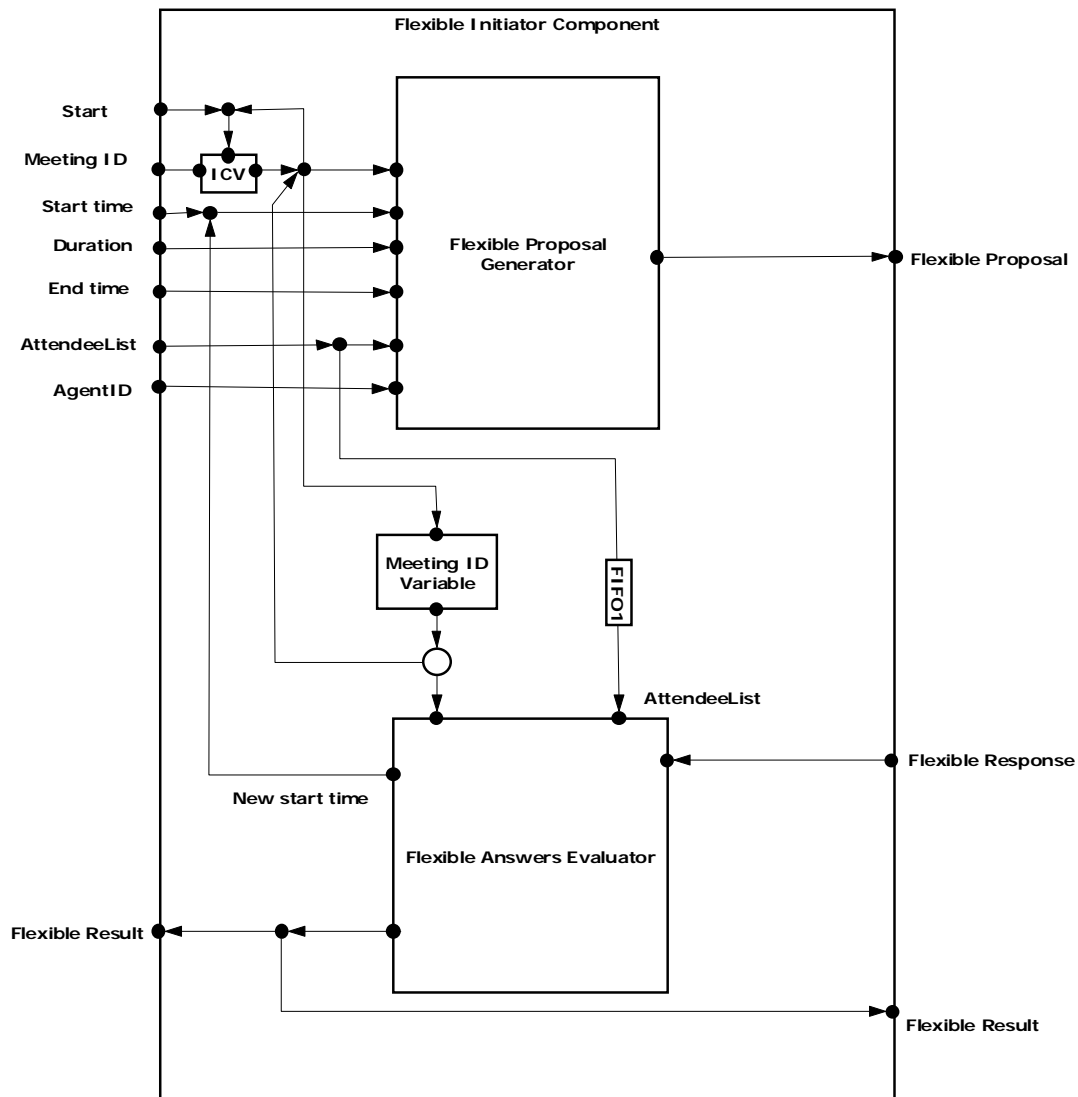 Flexible Initiator Component
Start
Meeting ID
ICV
Start time
Duration
Flexible Proposal
Generator
Flexible Proposal
End time
AttendeeList
AgentID
Meeting ID
Variable
FIFO1
AttendeeList
Flexible Response
New start time
Flexible Answers Evaluator
Flexible Result
Flexible Result